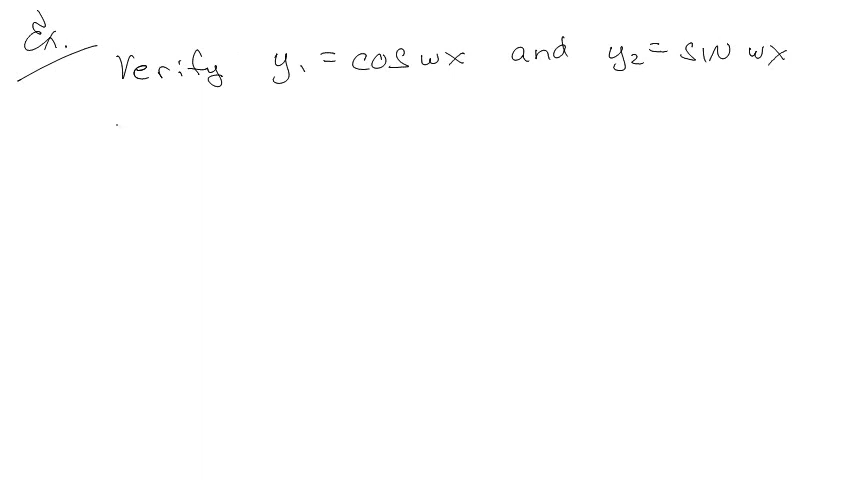 Ex.
Verify y₁ = cos wx and y₂ = sin wx